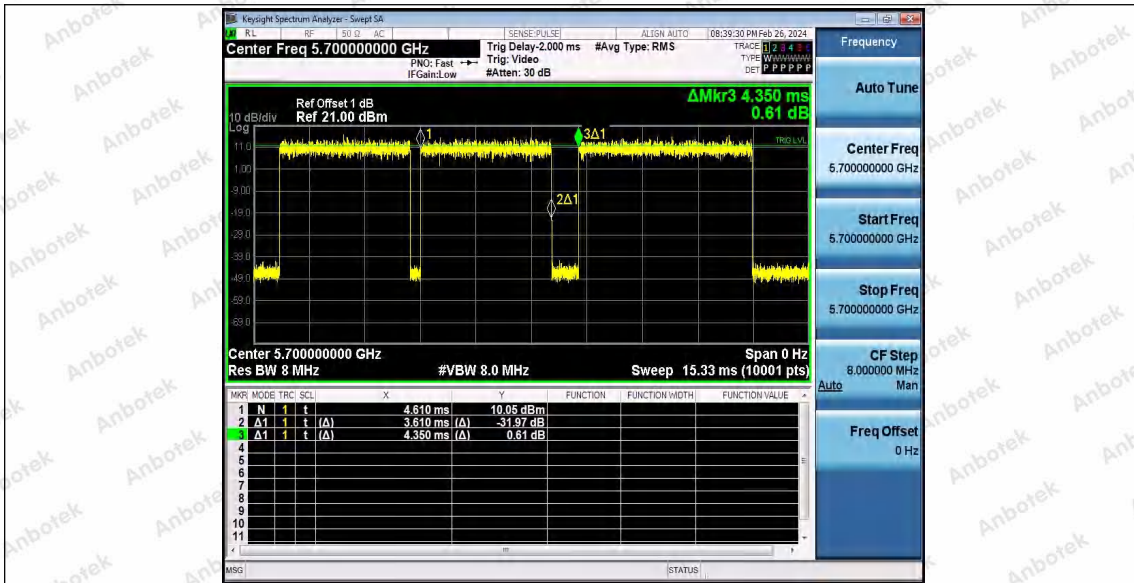 Keysight Spectrum Analyzer - Swept SA
RL RF 50 Ω AC SENSE:PULSE ALIGN AUTO 08:39:30 PM Feb 26, 2024
Center Freq 5.700000000 GHz
PNO: Fast
IFGain:Low
Trig Delay-2.000 ms
Trig: Video
#Atten: 30 dB
#Avg Type: RMS
TRACE 1 2 3 4 5 6
TYPE WWWWWW
DET P P P P P P
ΔMkr3 4.350 ms
0.61 dB
Ref Offset 1 dB
10 dB/div Ref 21.00 dBm
Log
11.0
1.00
-9.00
-19.0
-29.0
-39.0
-49.0
-59.0
-69.0
1
3Δ1
2Δ1
TRIG LVL
Center 5.700000000 GHz Span 0 Hz
Res BW 8 MHz #VBW 8.0 MHz Sweep 15.33 ms (10001 pts)
MKR MODE TRC SCL X Y FUNCTION FUNCTION WIDTH FUNCTION VALUE
1 N 1 t 4.610 ms 10.05 dBm
2 Δ1 1 t (Δ) 3.610 ms (Δ) -31.97 dB
3 Δ1 1 t (Δ) 4.350 ms (Δ) 0.61 dB
4
5
6
7
8
9
10
11
MSG STATUS
Frequency
Auto Tune
Center Freq
5.700000000 GHz
Start Freq
5.700000000 GHz
Stop Freq
5.700000000 GHz
CF Step
8.000000 MHz
Auto Man
Freq Offset
0 Hz
Anbotek